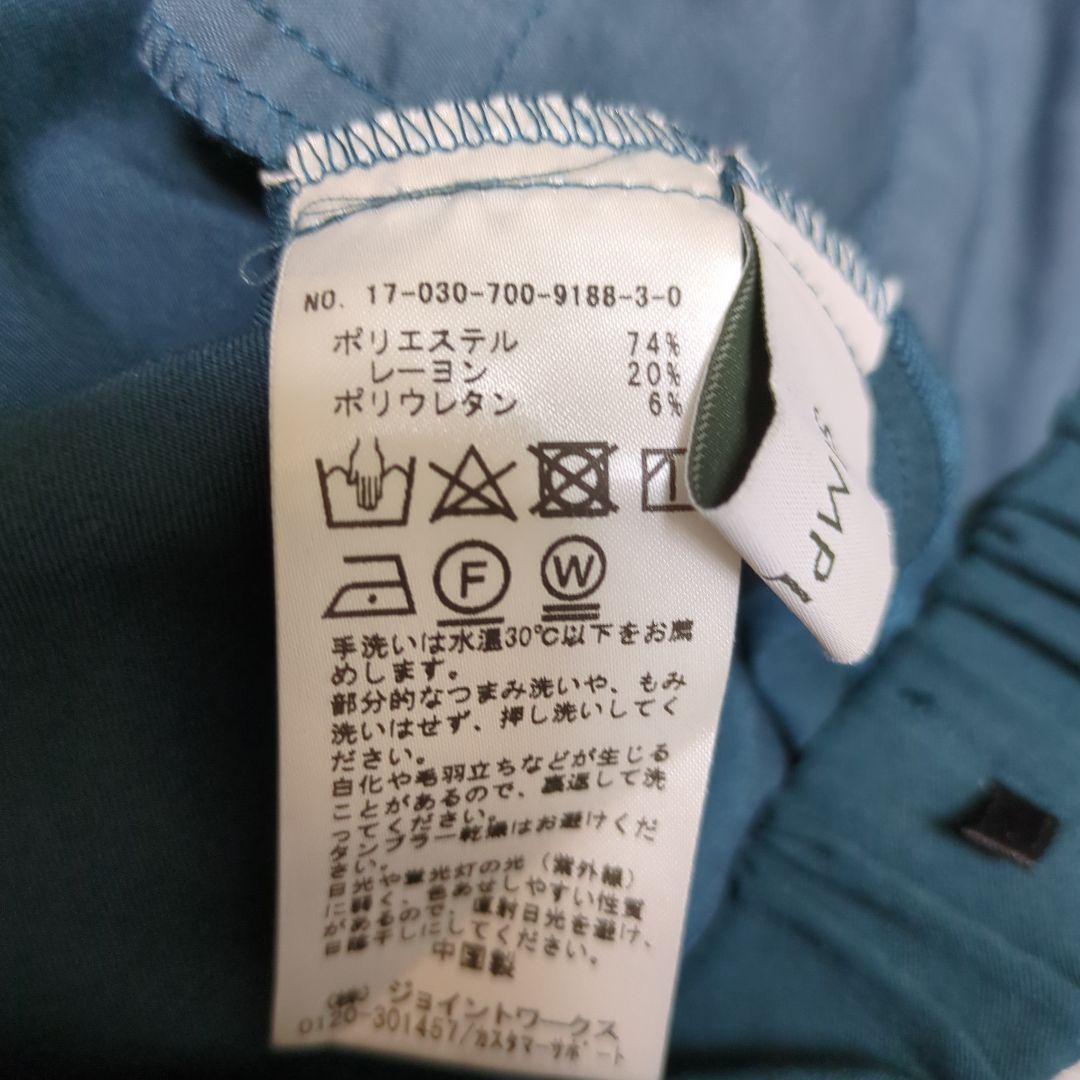 NO. 17-030-700-9188-3-0
ポリエステル 74%
レーヨン 20%
ポリウレタン 6%
F W
手洗いは水温30℃以下をお薦
めします。
部分的なつまみ洗いや、もみ
洗いはせず、押し洗いしてく
ださい。
白化や毛羽立ちなどが生じる
ことがあるので、裏返して洗
ってください。
タンブラー乾燥はお避けくだ
さい。
日光や蛍光灯の光(紫外線)
に弱く、色あせしやすい性質
があるので、直射日光を避け、
日陰干しにしてください。
中国製
(株)ジョイントワークス
0120-301457/カスタマーサポート